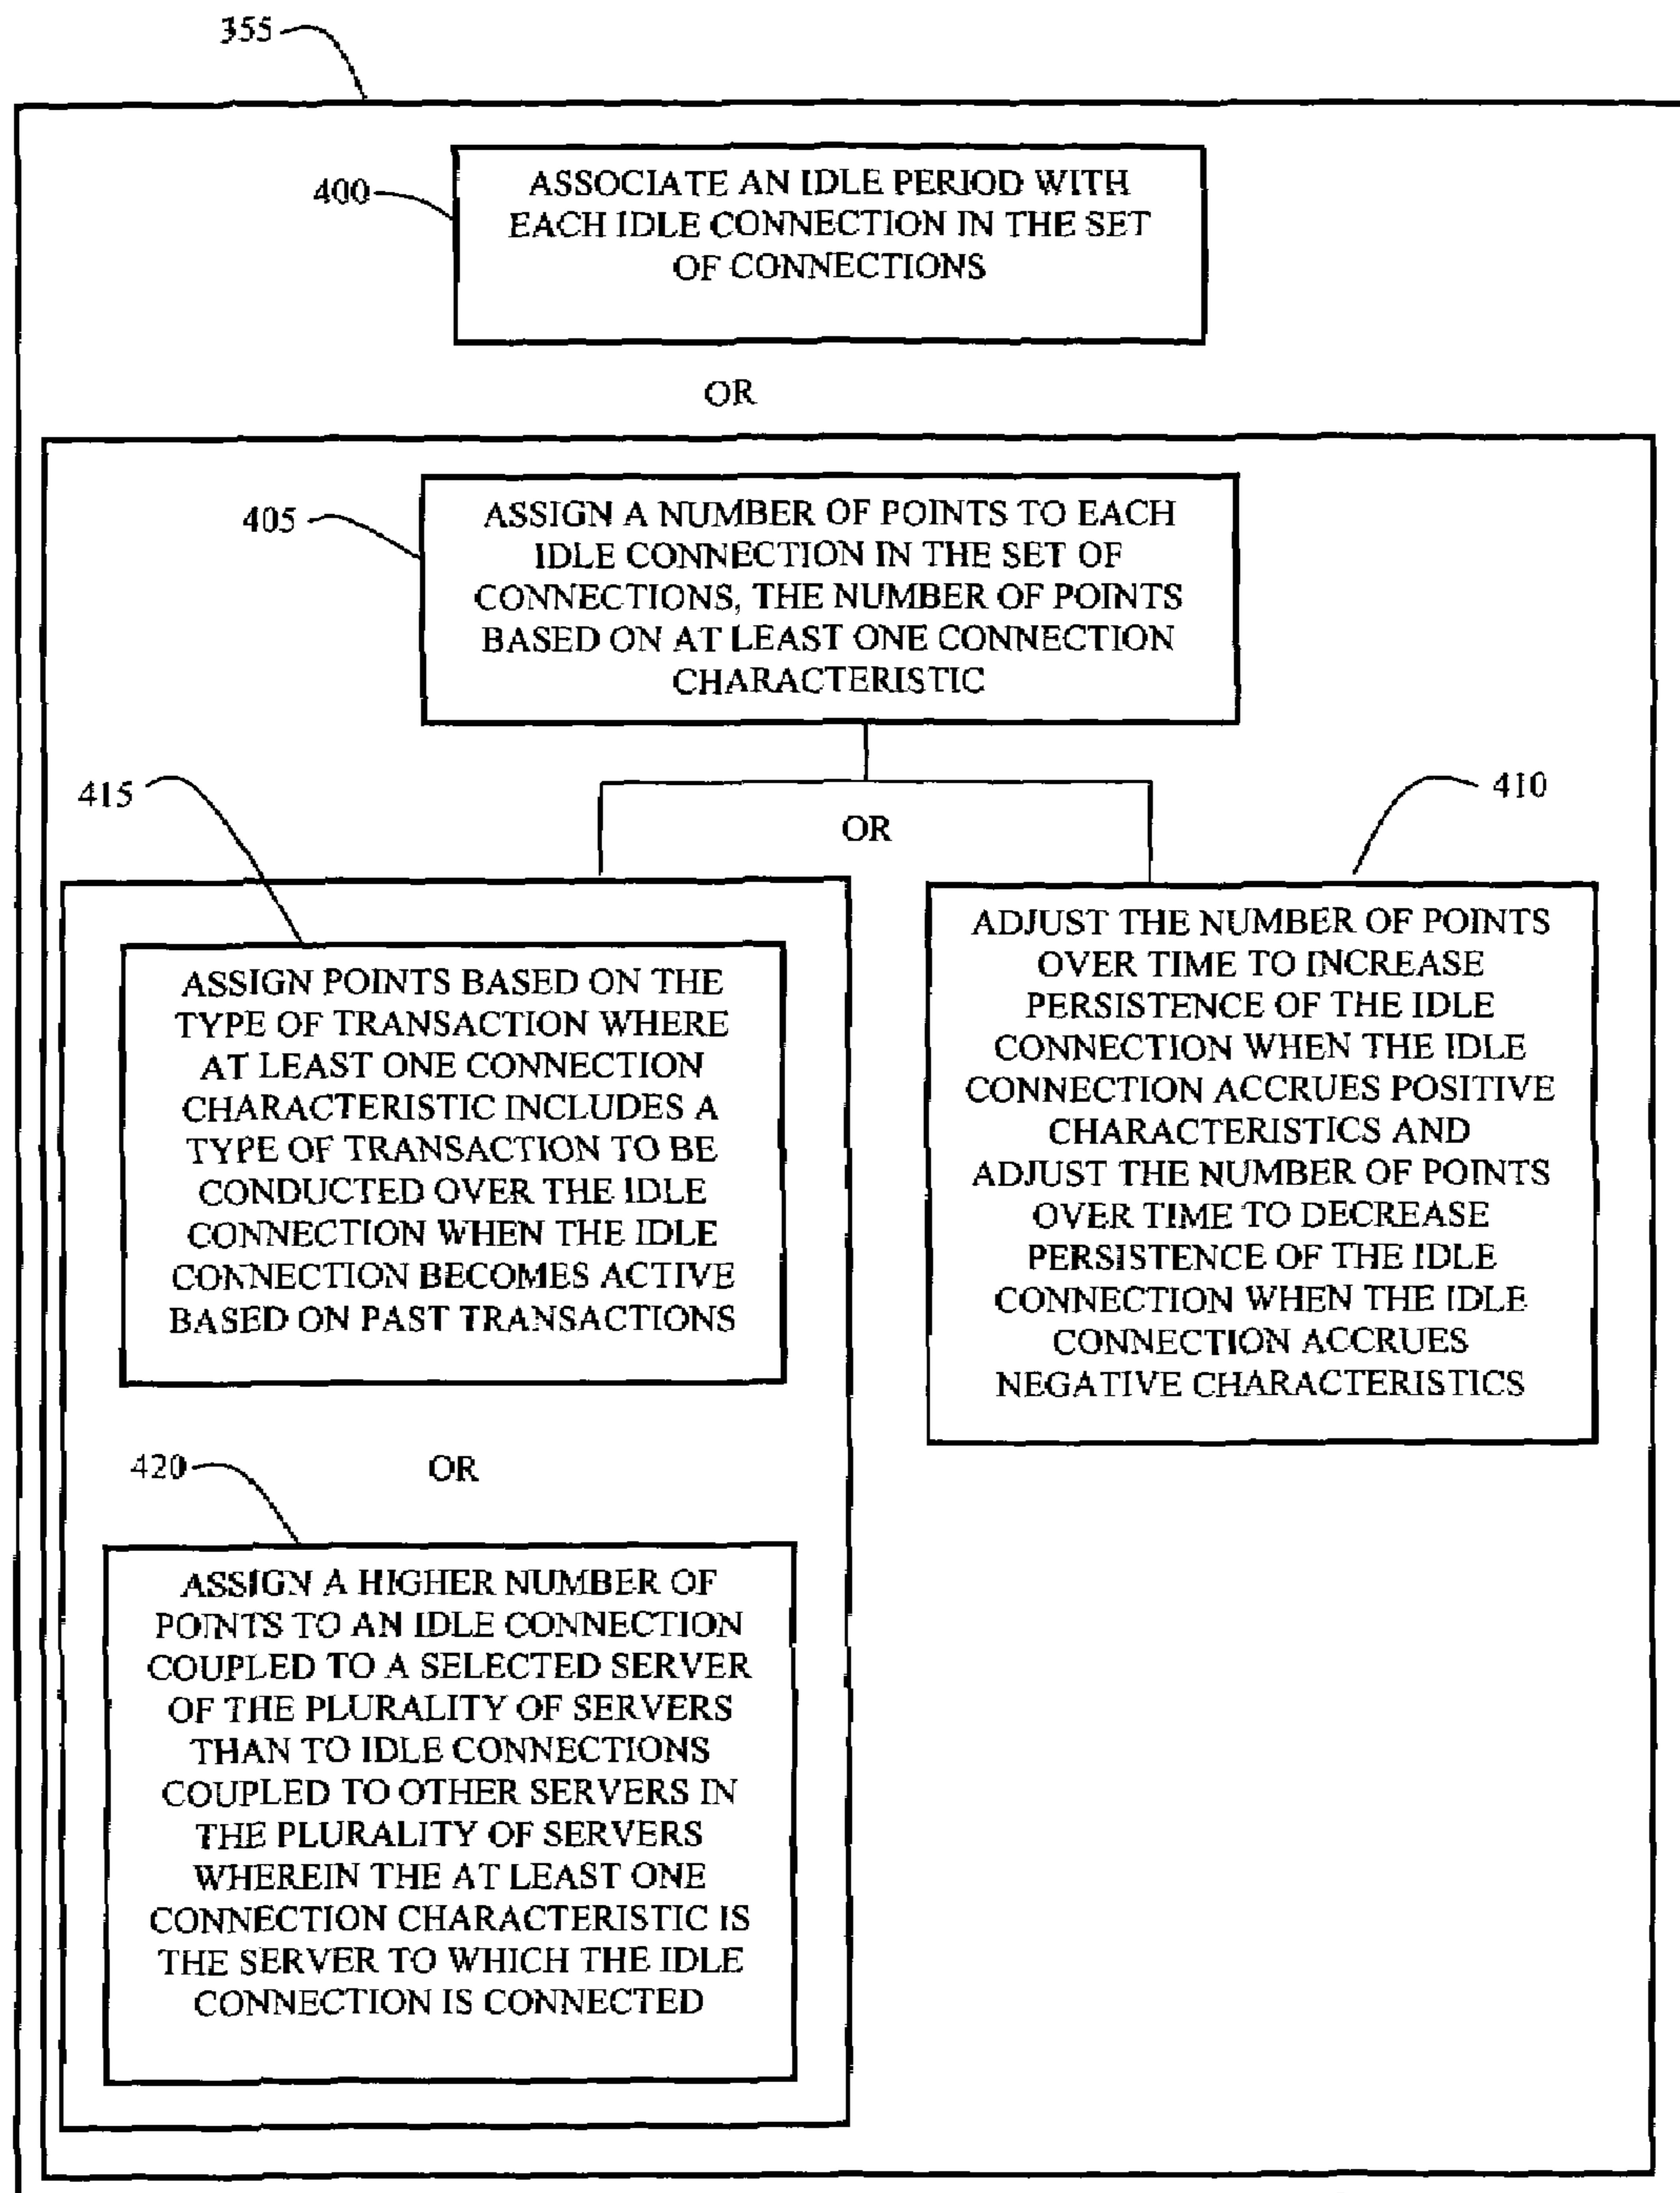 355
400
ASSOCIATE AN IDLE PERIOD WITH
EACH IDLE CONNECTION IN THE SET
OF CONNECTIONS
OR
405
ASSIGN A NUMBER OF POINTS TO EACH
IDLE CONNECTION IN THE SET OF
CONNECTIONS, THE NUMBER OF POINTS
BASED ON AT LEAST ONE CONNECTION
CHARACTERISTIC
415
OR
410
ASSIGN POINTS BASED ON THE
TYPE OF TRANSACTION WHERE
AT LEAST ONE CONNECTION
CHARACTERISTIC INCLUDES A
TYPE OF TRANSACTION TO BE
CONDUCTED OVER THE IDLE
CONNECTION WHEN THE IDLE
CONNECTION BECOMES ACTIVE
BASED ON PAST TRANSACTIONS
ADJUST THE NUMBER OF POINTS
OVER TIME TO INCREASE
PERSISTENCE OF THE IDLE
CONNECTION WHEN THE IDLE
CONNECTION ACCRUES POSITIVE
CHARACTERISTICS AND
ADJUST THE NUMBER OF POINTS
OVER TIME TO DECREASE
PERSISTENCE OF THE IDLE
CONNECTION WHEN THE IDLE
CONNECTION ACCRUES
NEGATIVE CHARACTERISTICS
420
OR
ASSIGN A HIGHER NUMBER OF
POINTS TO AN IDLE CONNECTION
COUPLED TO A SELECTED SERVER
OF THE PLURALITY OF SERVERS
THAN TO IDLE CONNECTIONS
COUPLED TO OTHER SERVERS IN
THE PLURALITY OF SERVERS
WHEREIN THE AT LEAST ONE
CONNECTION CHARACTERISTIC IS
THE SERVER TO WHICH THE IDLE
CONNECTION IS CONNECTED